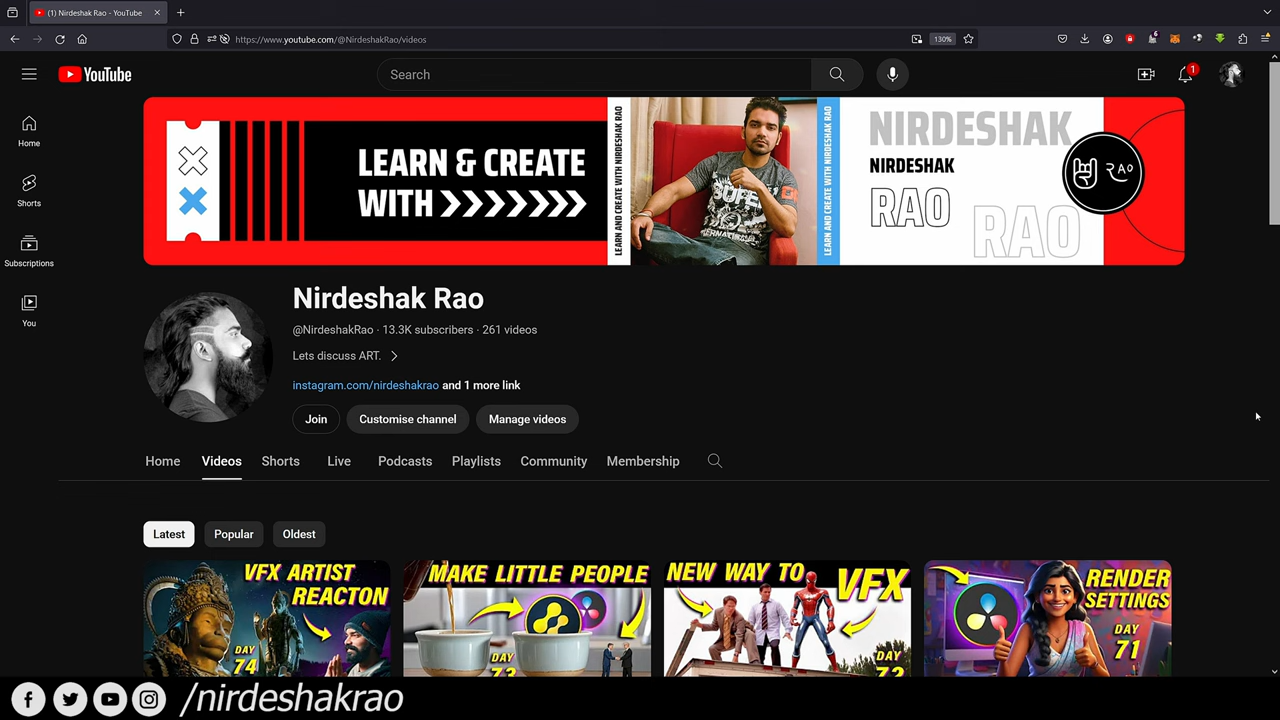 (1) Nirdeshak Rao - YouTube
https://www.youtube.com/@NirdeshakRao/videos
130%
6
YouTube
Search
1
Home
Shorts
Subscriptions
You
LEARN & CREATE
WITH
LEARN AND CREATE WITH NIRDESHAK RAO
LEARN AND CREATE WITH NIRDESHAK RAO
NIRDESHAK
NIRDESHAK
RAO
RAO
RAO
Nirdeshak Rao
@NirdeshakRao · 13.3K subscribers · 261 videos
Lets discuss ART.
instagram.com/nirdeshakrao and 1 more link
Join
Customise channel
Manage videos
Home
Videos
Shorts
Live
Podcasts
Playlists
Community
Membership
Latest
Popular
Oldest
VFX ARTIST
REACTON
DAY
74
MAKE LITTLE PEOPLE
DAY
73
NEW WAY TO
VFX
DAY
72
RENDER
SETTINGS
DAY
71
/nirdeshakrao